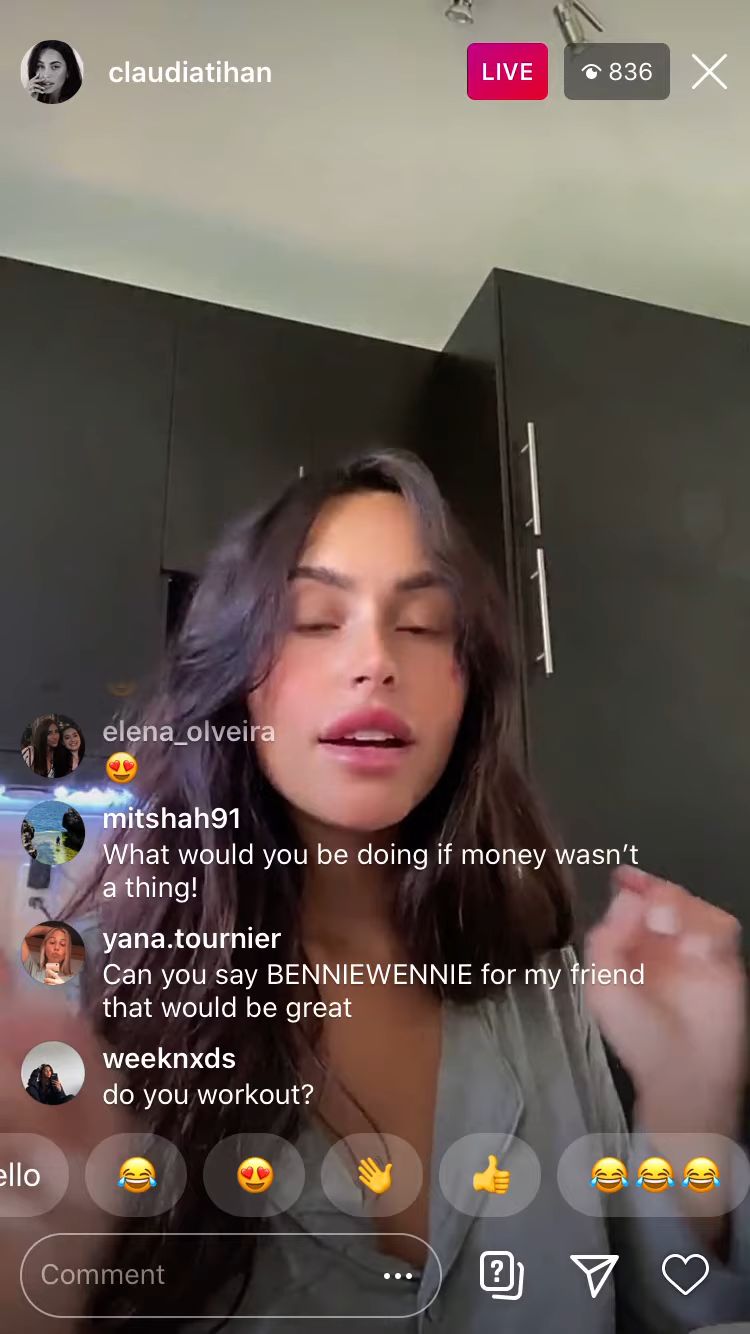 claudiatihan
LIVE
836
elena_olveira
😍
mitshah91
What would you be doing if money wasn't
a thing!
yana.tournier
Can you say BENNIEWENNIE for my friend
that would be great
weeknxds
do you workout?
ello 😂 😍 👋 👍 😂😂😂
Comment